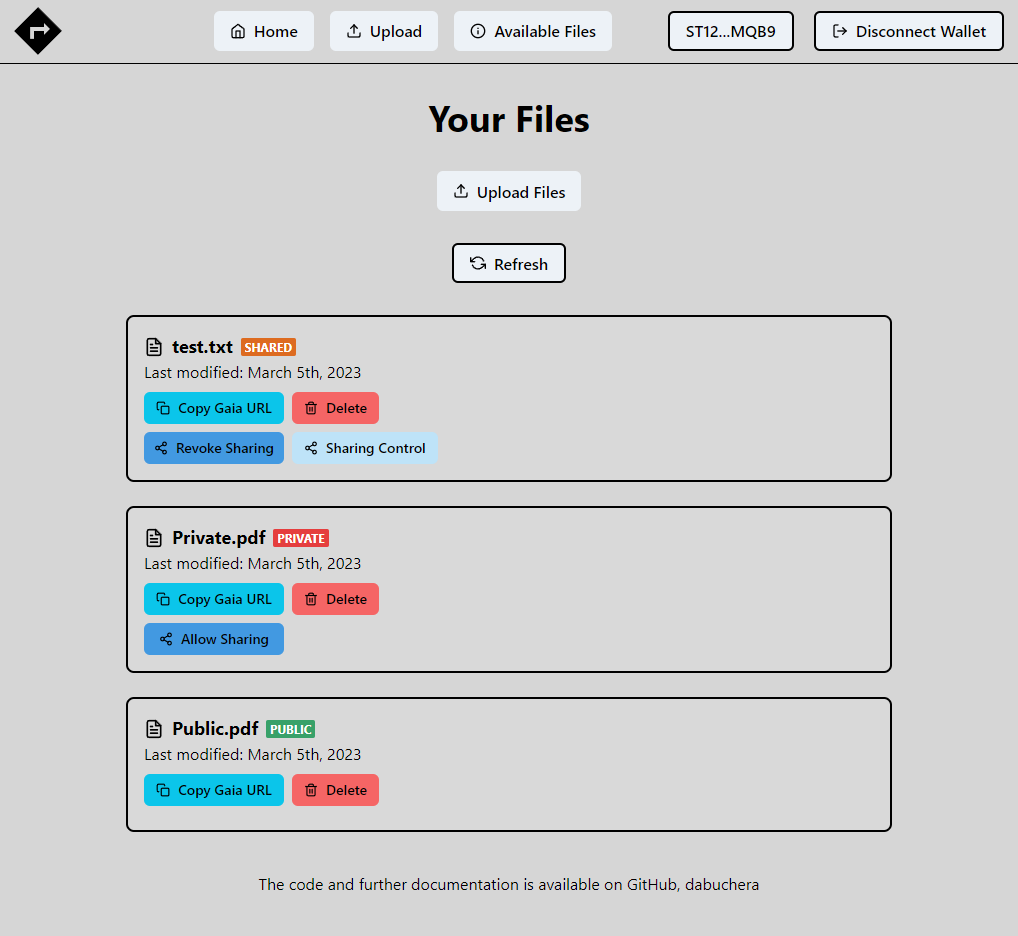 Home Upload Available Files ST12...MQB9 Disconnect Wallet
Your Files
Upload Files
Refresh
test.txt SHARED
Last modified: March 5th, 2023
Copy Gaia URL Delete
Revoke Sharing Sharing Control
Private.pdf PRIVATE
Last modified: March 5th, 2023
Copy Gaia URL Delete
Allow Sharing
Public.pdf PUBLIC
Last modified: March 5th, 2023
Copy Gaia URL Delete
The code and further documentation is available on GitHub, dabuchera